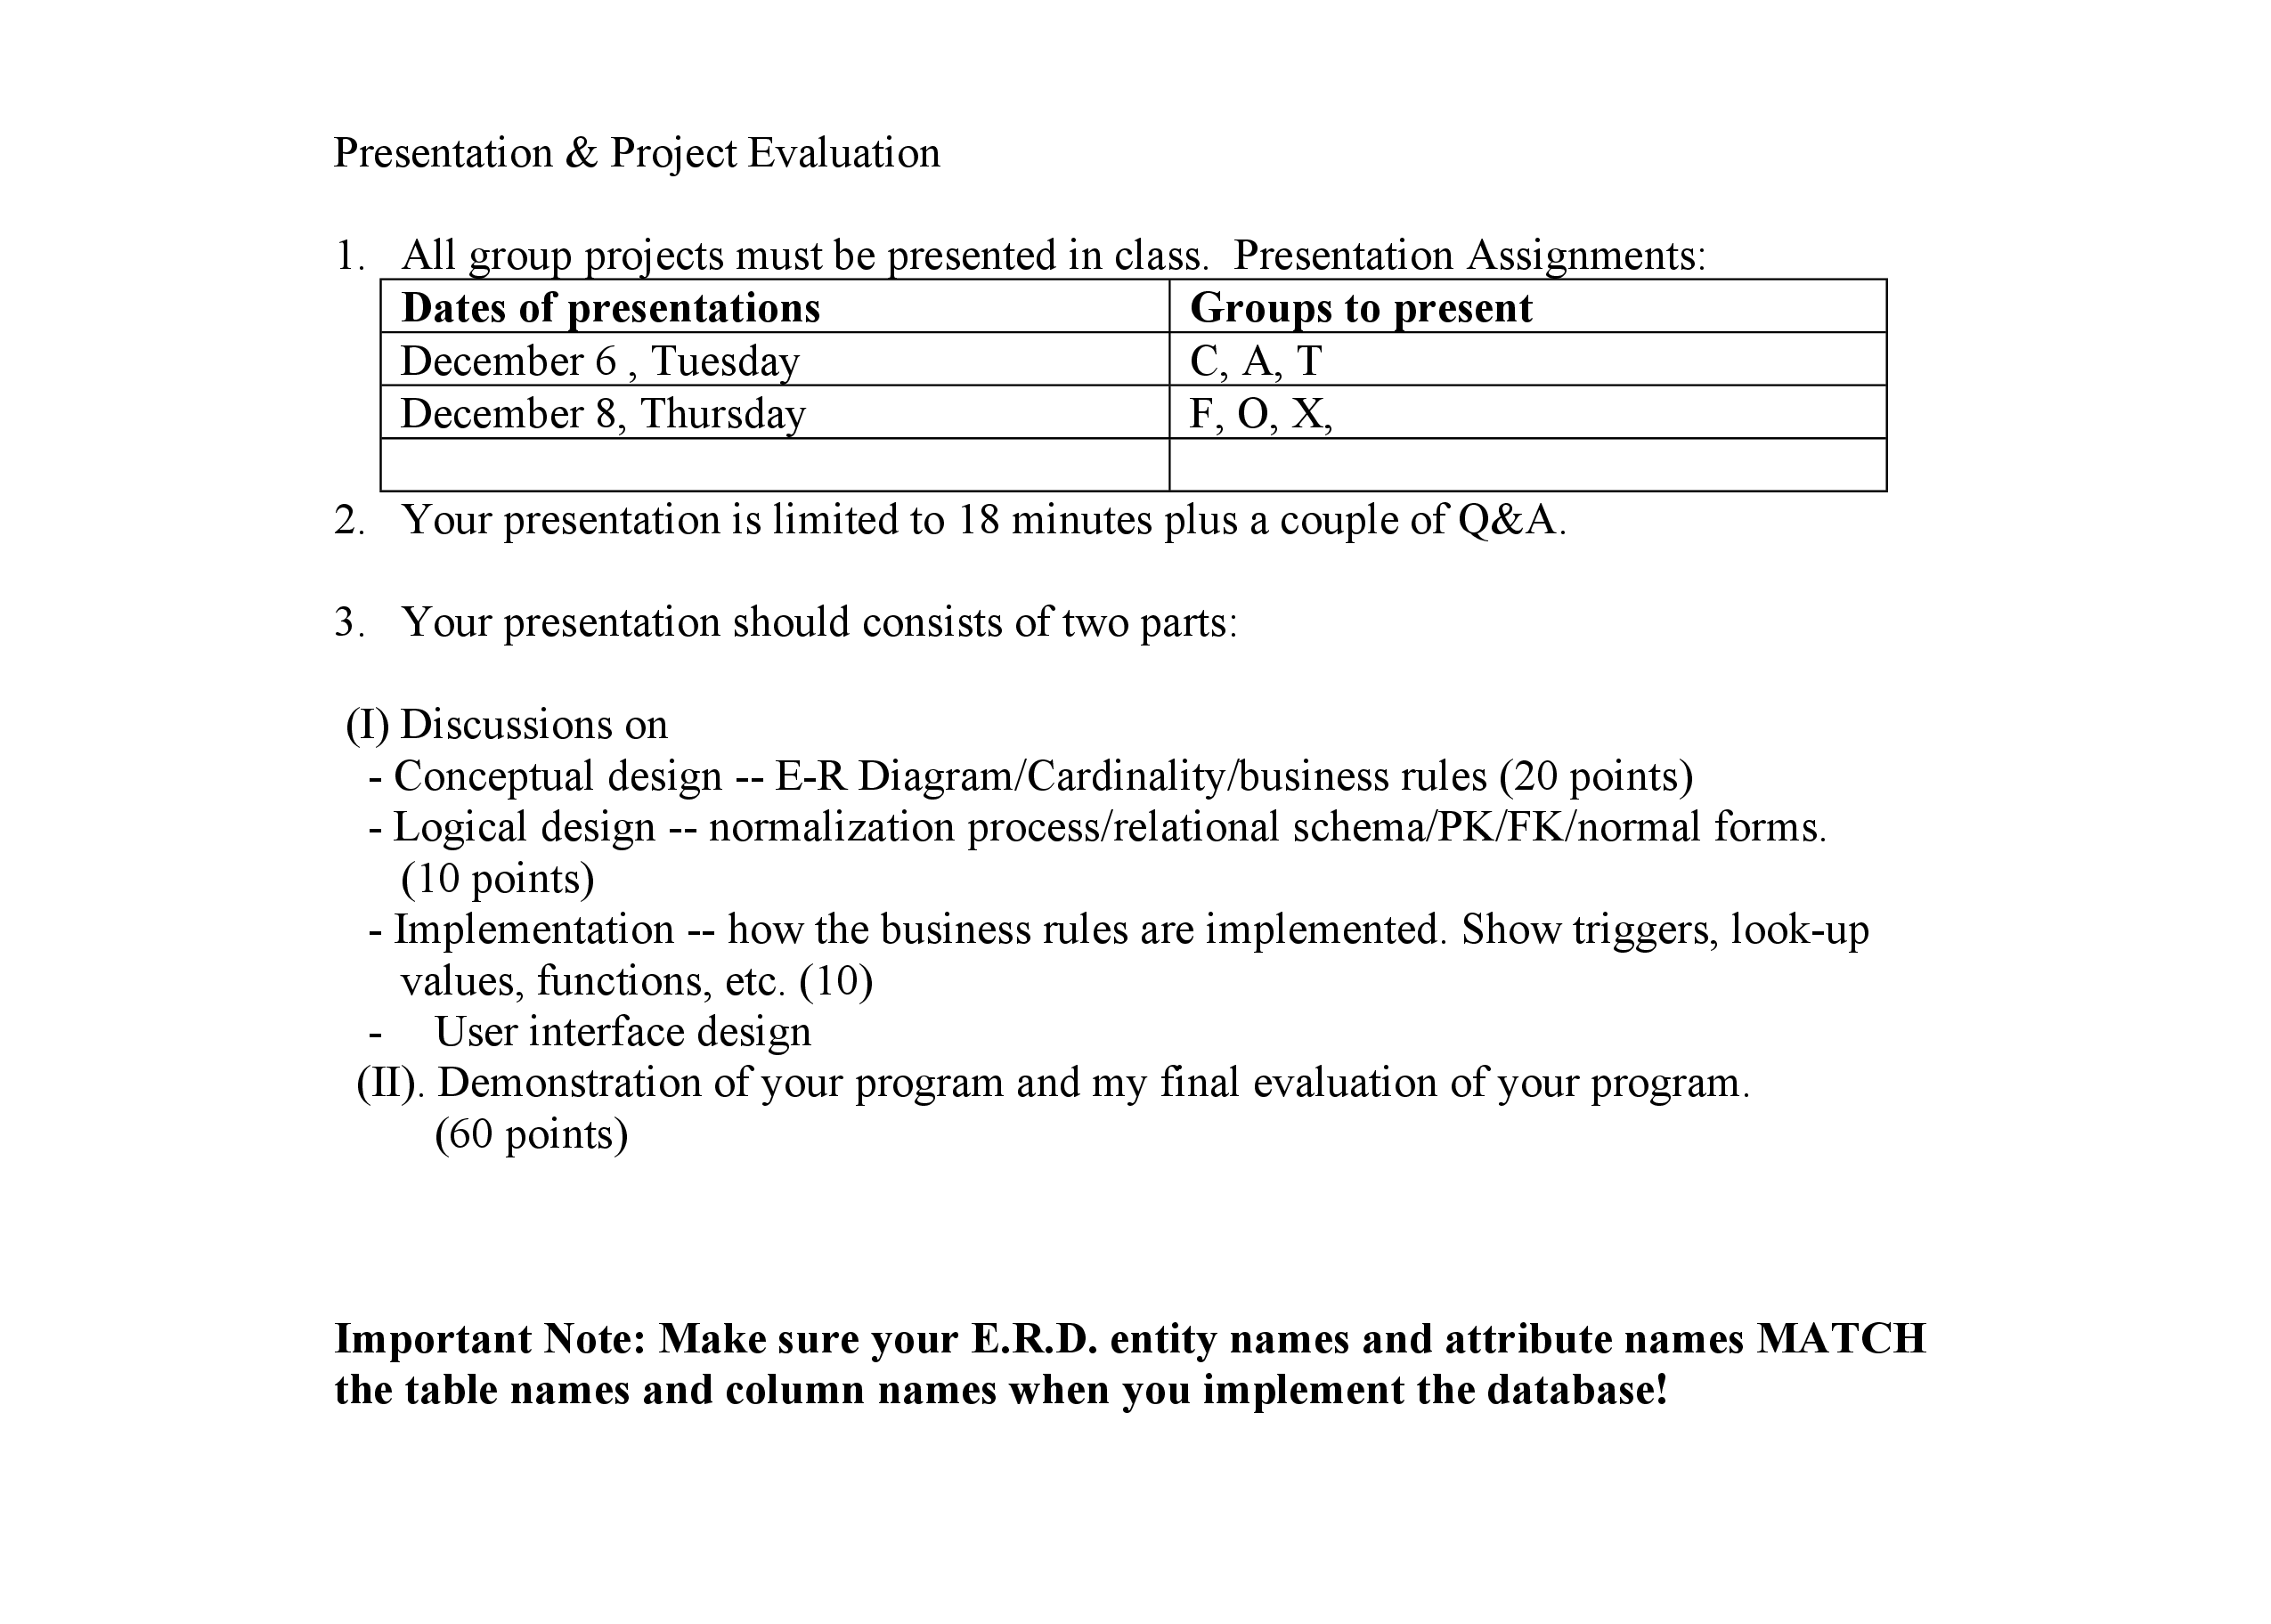 Presentation & Project Evaluation
1. All group projects must be presented in class.  Presentation Assignments:
Dates of presentations Groups to present
December 6 , Tuesday C, A, T
December 8, Thursday F, O, X,
2. Your presentation is limited to 18 minutes plus a couple of Q&A.
3. Your presentation should consists of two parts:
(I) Discussions on
- Conceptual design -- E-R Diagram/Cardinality/business rules (20 points)
- Logical design -- normalization process/relational schema/PK/FK/normal forms.
(10 points)
- Implementation -- how the business rules are implemented. Show triggers, look-up
values, functions, etc. (10)
- User interface design
(II). Demonstration of your program and my final evaluation of your program.
(60 points)
Important Note: Make sure your E.R.D. entity names and attribute names MATCH
the table names and column names when you implement the database!